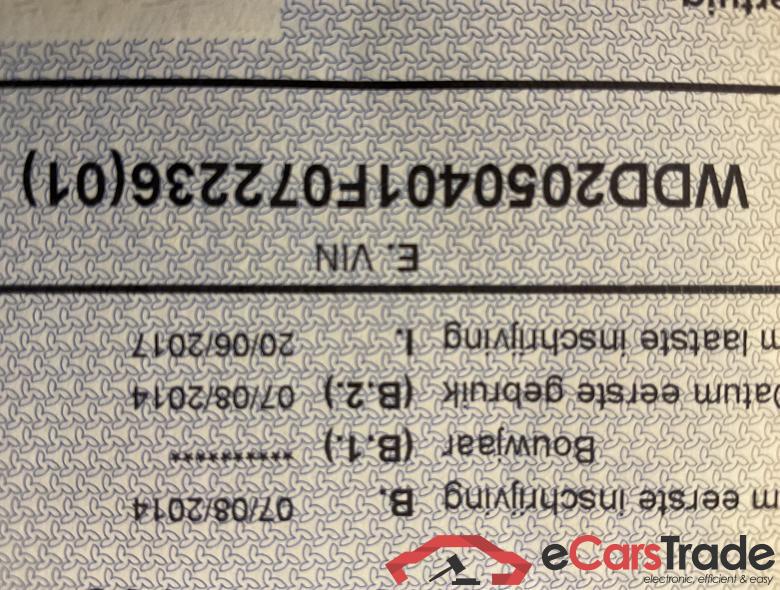 m eerste inschrijving B. 07/08/2014
Bouwjaar (B.1.) ***********
Datum eerste gebruik (B.2.) 07/08/2014
m laatste inschrijving I. 20/06/2017
E. VIN
WDD2050401F072236(01)
ertuig
eCarsTrade
electronic, efficient & easy